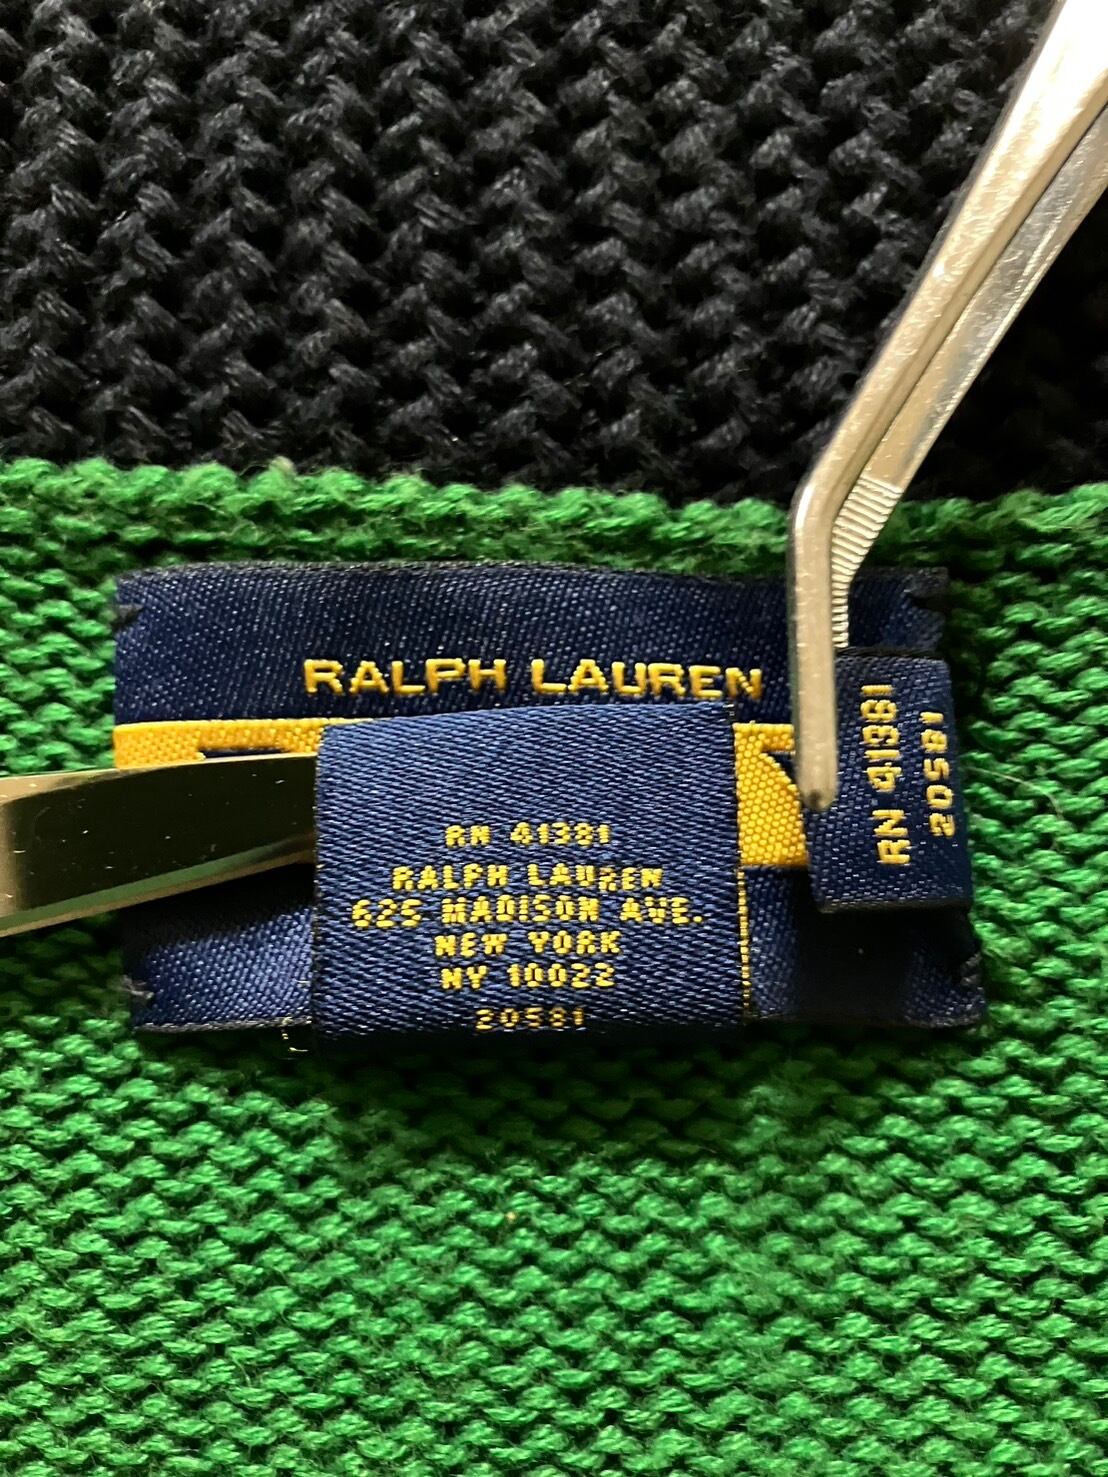 RALPH LAUREN
RN 41381
RALPH LAUREN
625 MADISON AVE.
NEW YORK
NY 10022
20581
RN 41381
20581